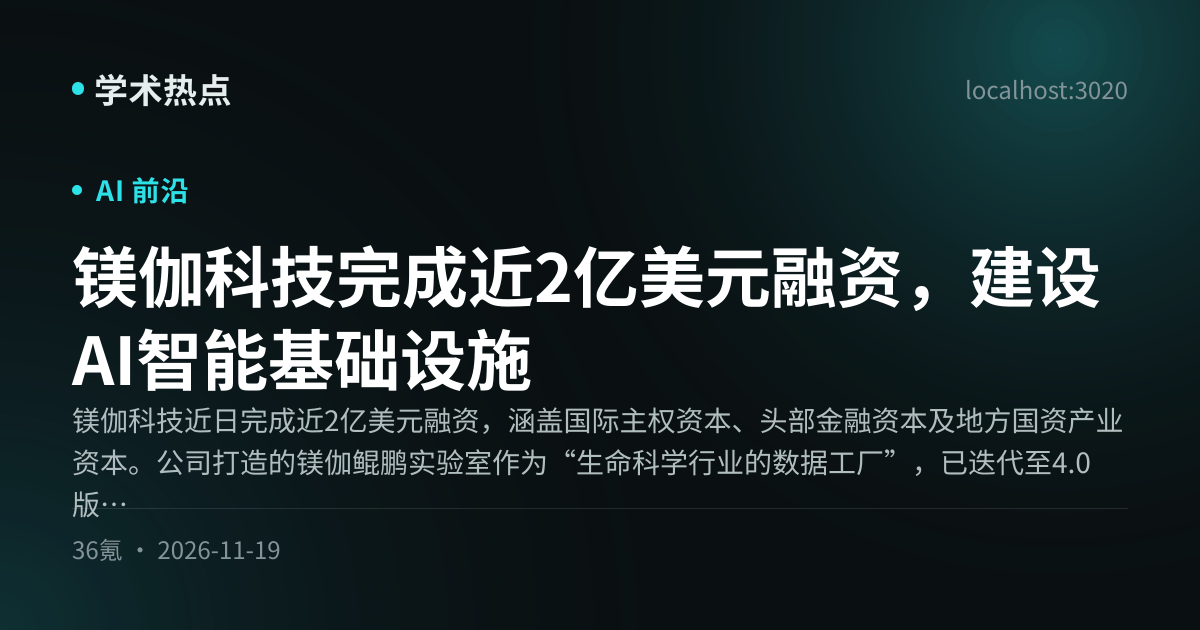 学术热点
localhost:3020
AI 前沿
镁伽科技完成近2亿美元融资，建设
AI智能基础设施
镁伽科技近日完成近2亿美元融资，涵盖国际主权资本、头部金融资本及地方国资产业
资本。公司打造的镁伽鲲鹏实验室作为“生命科学行业的数据工厂”，已迭代至4.0
版…
36氪 · 2026-11-19